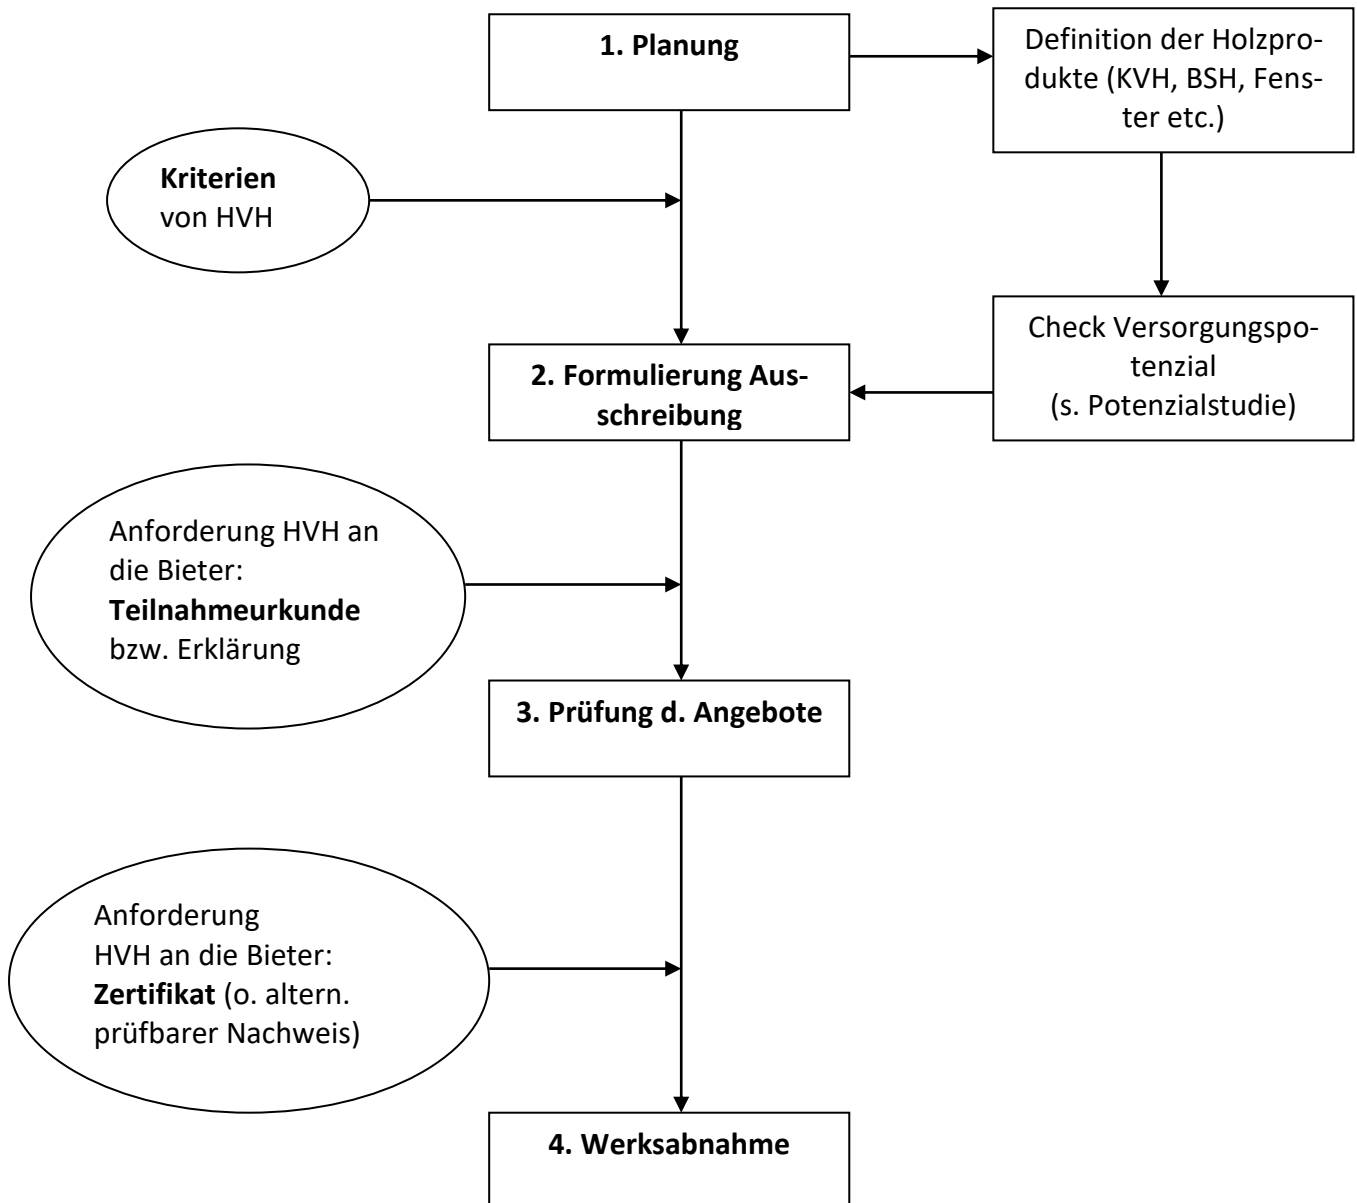 1. Planung
Definition der Holzpro-
dukte (KVH, BSH, Fens-
ter etc.)
Kriterien
von HVH
Check Versorgungspo-
tenzial
(s. Potenzialstudie)
2. Formulierung Aus-
schreibung
Anforderung HVH an
die Bieter:
Teilnahmeurkunde
bzw. Erklärung
3. Prüfung d. Angebote
Anforderung
HVH an die Bieter:
Zertifikat (o. altern.
prüfbarer Nachweis)
4. Werksabnahme